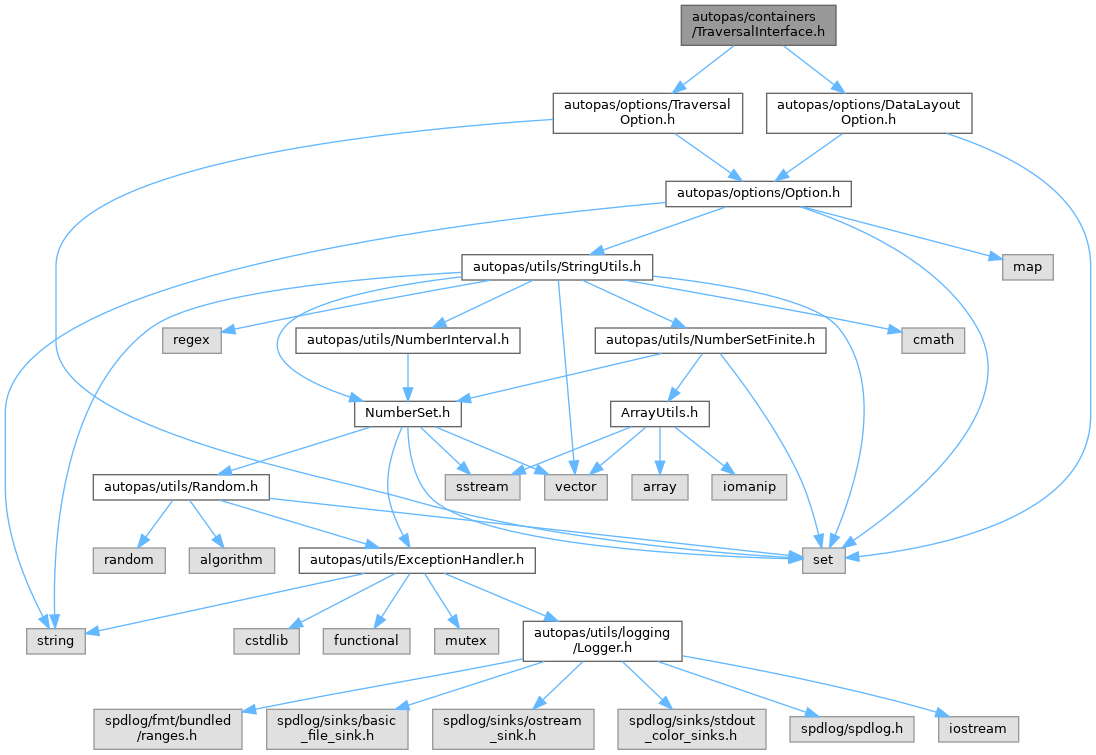 autopas/containers
/TraversalInterface.h
autopas/options/Traversal
Option.h
autopas/options/DataLayout
Option.h
autopas/options/Option.h
autopas/utils/StringUtils.h
map
regex
autopas/utils/NumberInterval.h
autopas/utils/NumberSetFinite.h
cmath
NumberSet.h
ArrayUtils.h
autopas/utils/Random.h
sstream
vector
array
iomanip
random
algorithm
autopas/utils/ExceptionHandler.h
set
string
cstdlib
functional
mutex
autopas/utils/logging
/Logger.h
spdlog/fmt/bundled
/ranges.h
spdlog/sinks/basic
_file_sink.h
spdlog/sinks/ostream
_sink.h
spdlog/sinks/stdout
_color_sinks.h
spdlog/spdlog.h
iostream